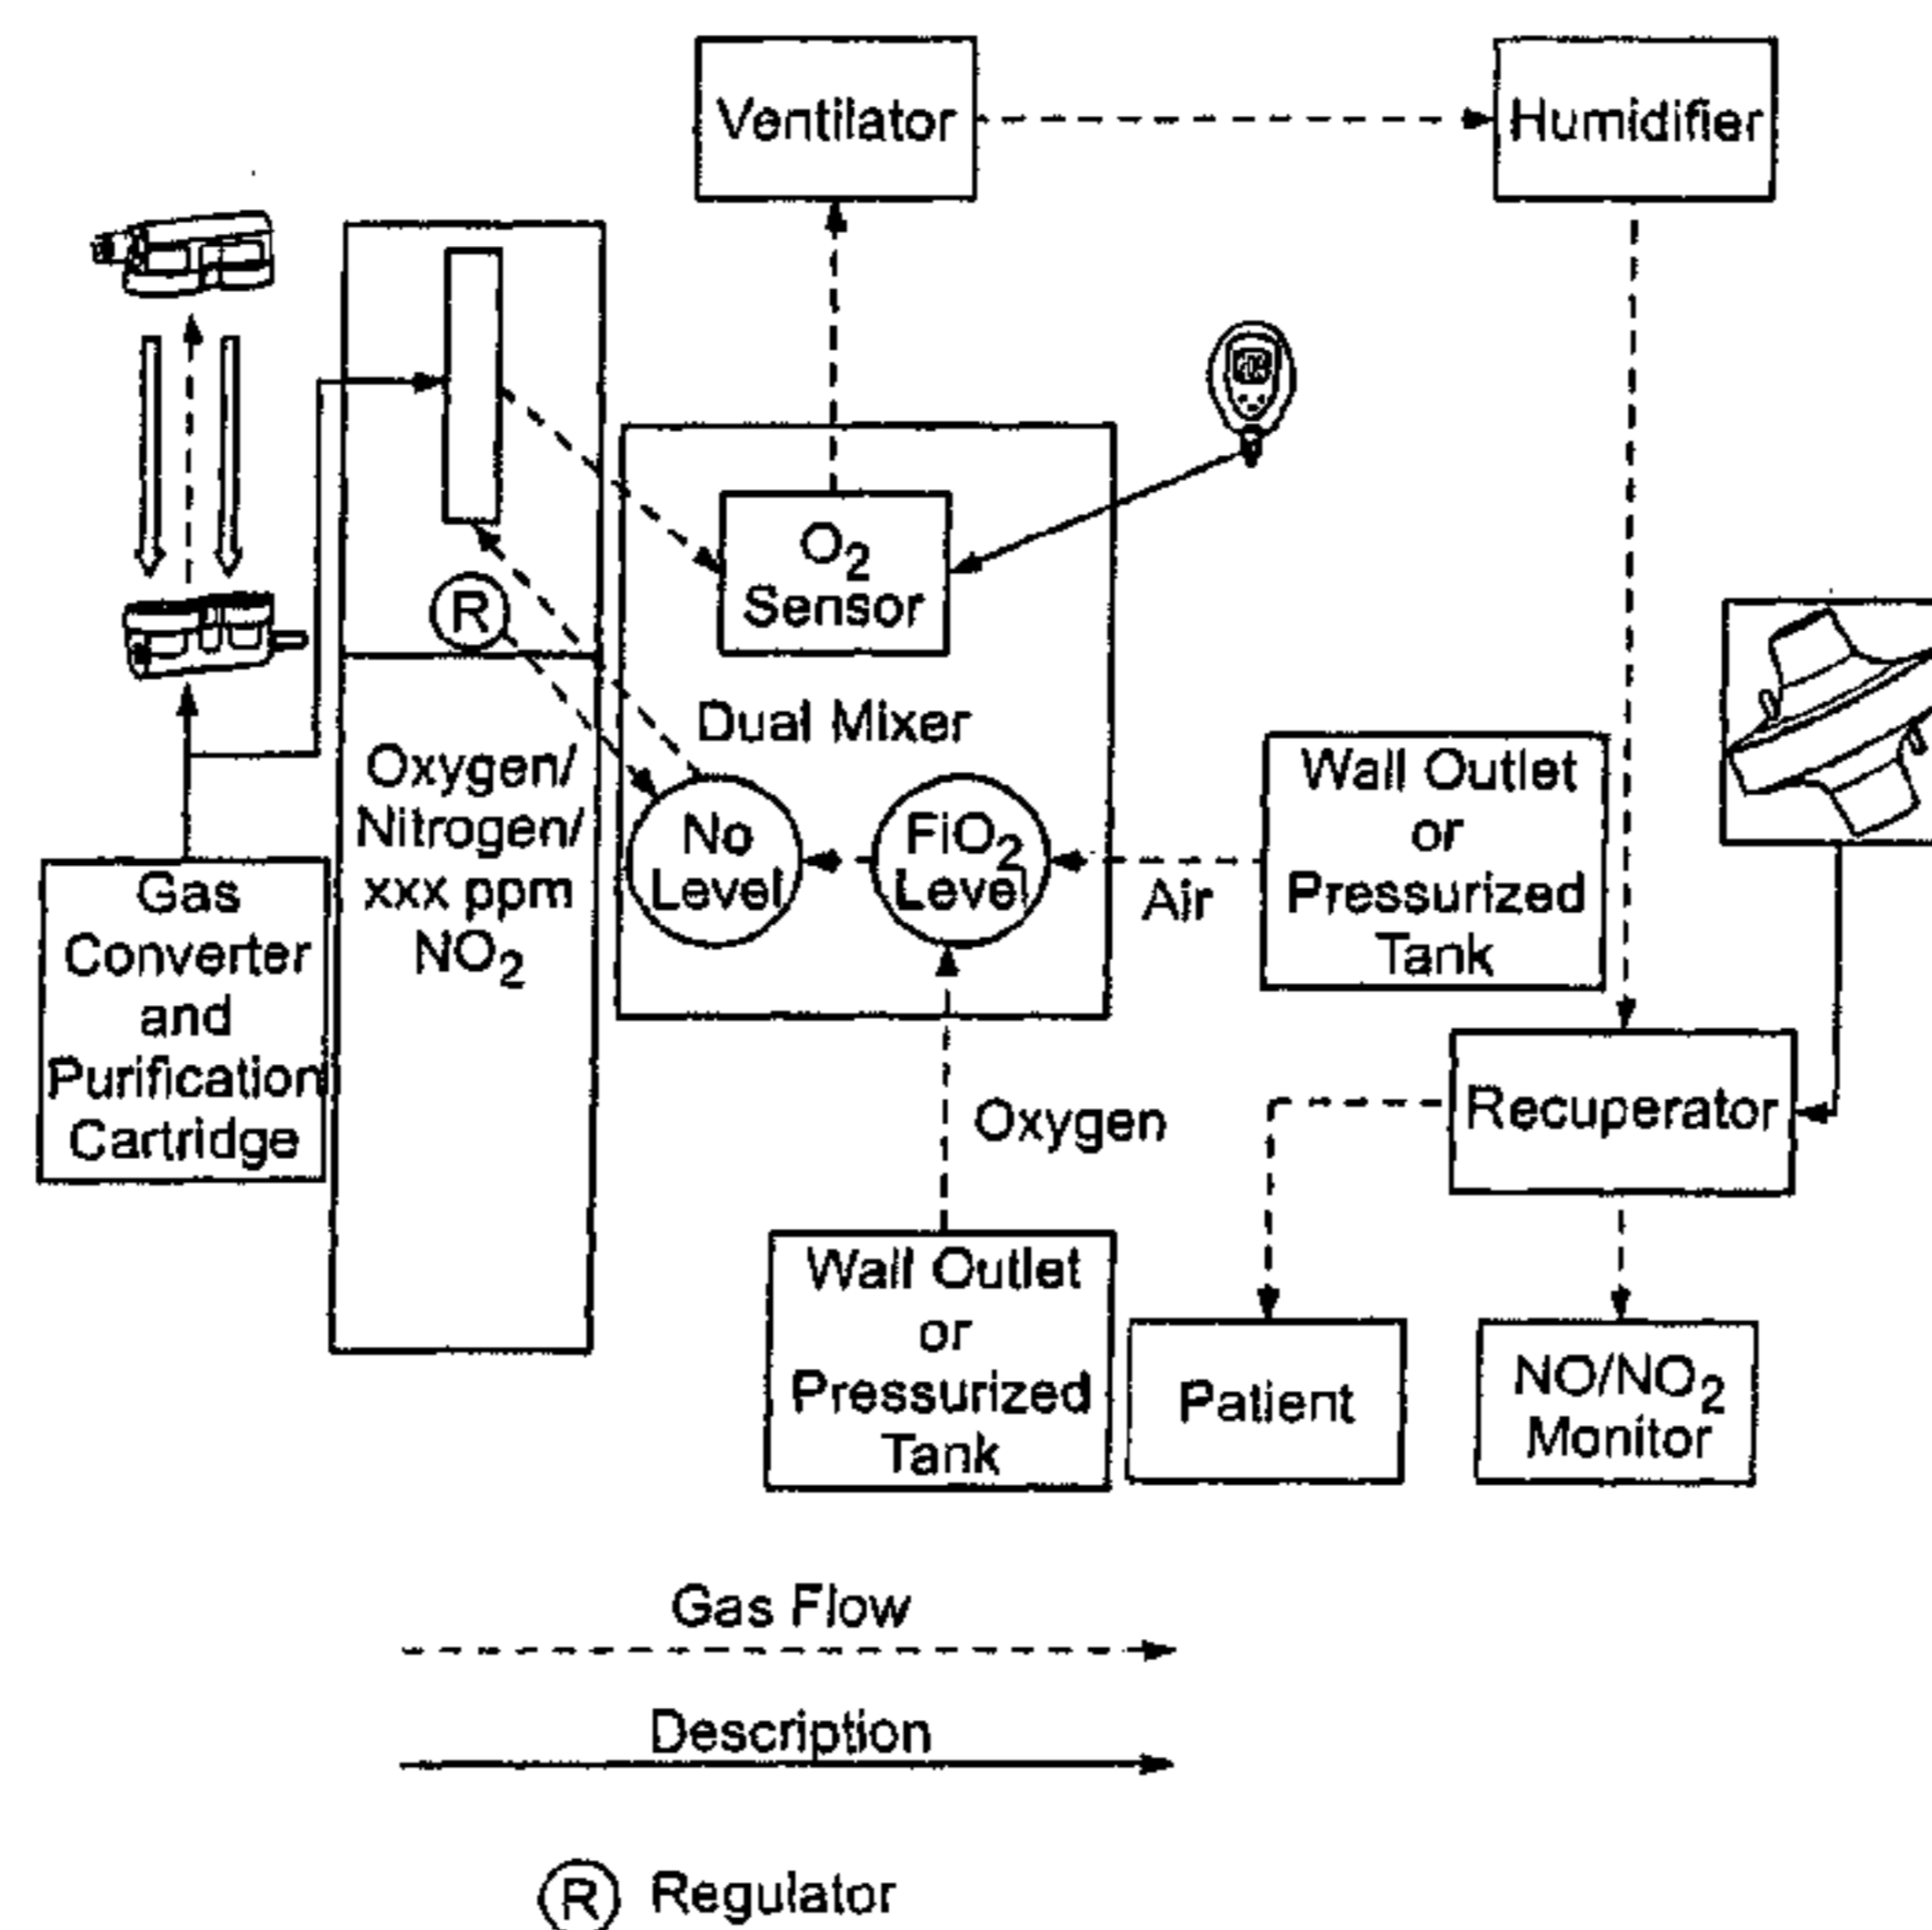 Ventilator
Humidifier
O₂
Sensor
R
Dual Mixer
Oxygen/
Nitrogen/
xxx ppm
NO₂
No
Level
FiO₂
Level
Air
Wall Outlet
or
Pressurized
Tank
Gas
Converter
and
Purification
Cartridge
Oxygen
Recuperator
Wall Outlet
or
Pressurized
Tank
Patient
NO/NO₂
Monitor
Gas Flow
Description
R Regulator